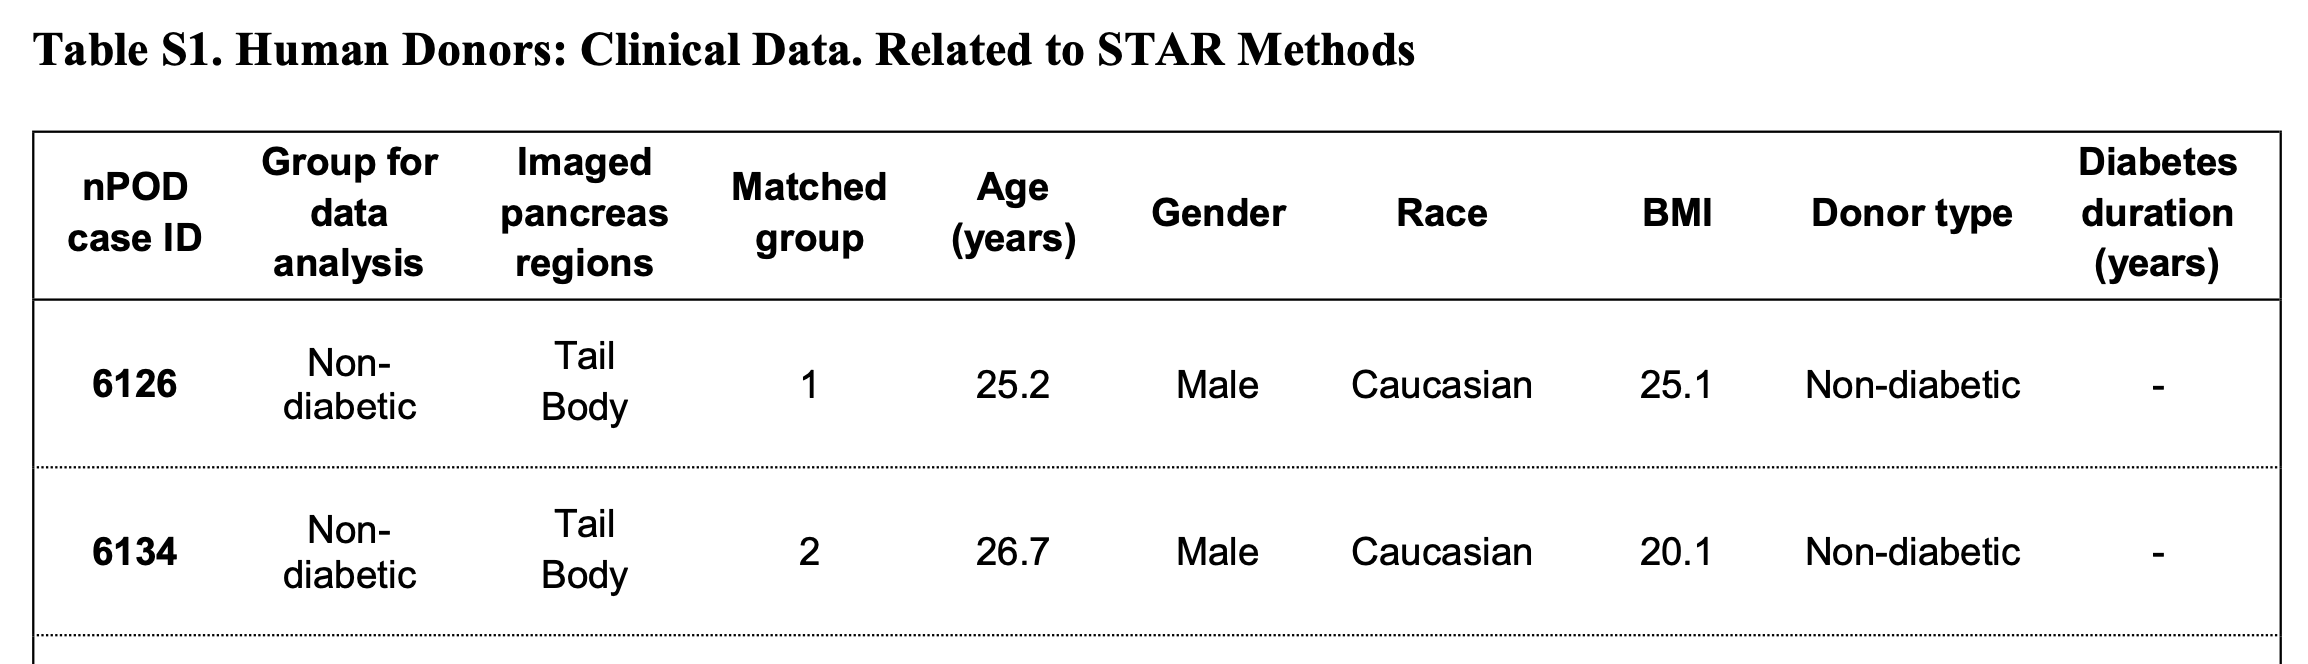 Table S1. Human Donors: Clinical Data. Related to STAR Methods
nPOD case ID | Group for data analysis | Imaged pancreas regions | Matched group | Age (years) | Gender | Race | BMI | Donor type | Diabetes duration (years)
6126 | Non-diabetic | Tail Body | 1 | 25.2 | Male | Caucasian | 25.1 | Non-diabetic | -
6134 | Non-diabetic | Tail Body | 2 | 26.7 | Male | Caucasian | 20.1 | Non-diabetic | -